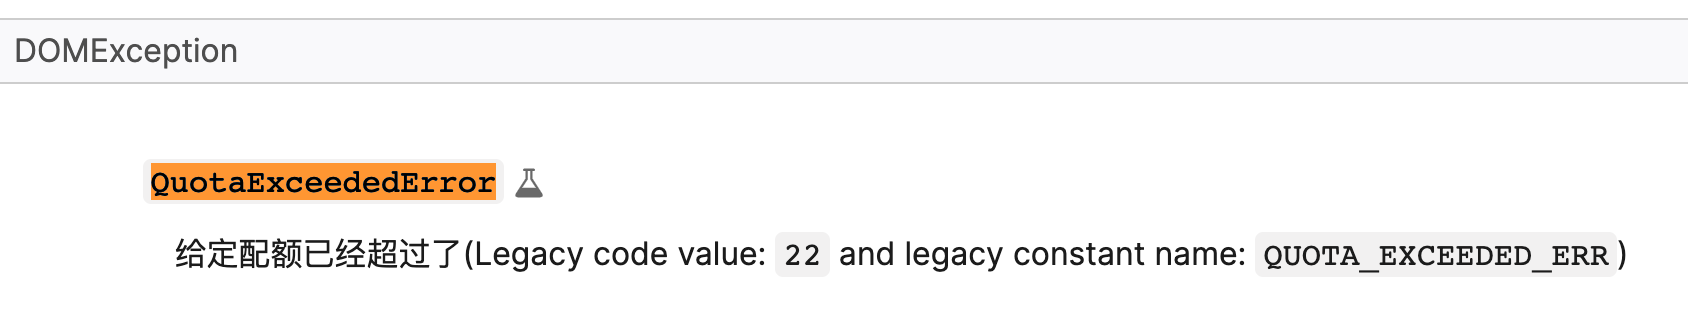 DOMException
QuotaExceededError
给定配额已经超过了(Legacy code value: 22 and legacy constant name: QUOTA_EXCEEDED_ERR)